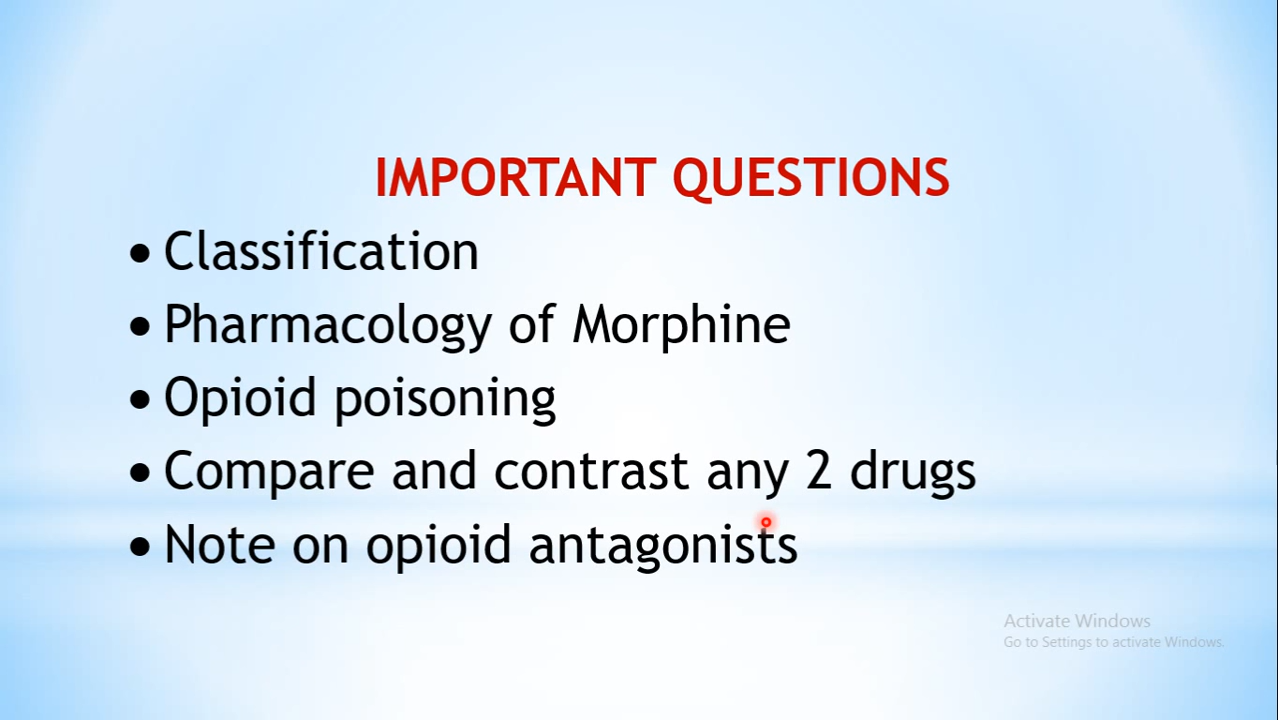 IMPORTANT QUESTIONS
• Classification
• Pharmacology of Morphine
• Opioid poisoning
• Compare and contrast any 2 drugs
• Note on opioid antagonists
Activate Windows
Go to Settings to activate Windows.